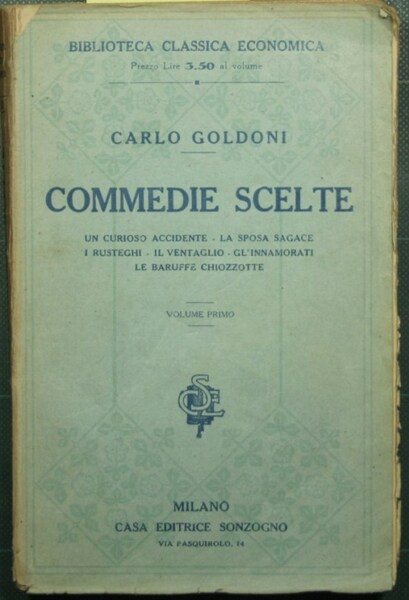 BIBLIOTECA CLASSICA ECONOMICA
Prezzo Lire 3.50 al volume
CARLO GOLDONI
COMMEDIE SCELTE
UN CURIOSO ACCIDENTE - LA SPOSA SAGACE
I RUSTEGHI - IL VENTAGLIO - GL'INNAMORATI
LE BARUFFE CHIOZZOTTE
VOLUME PRIMO
MILANO
CASA EDITRICE SONZOGNO
VIA PASQUIROLO, 14